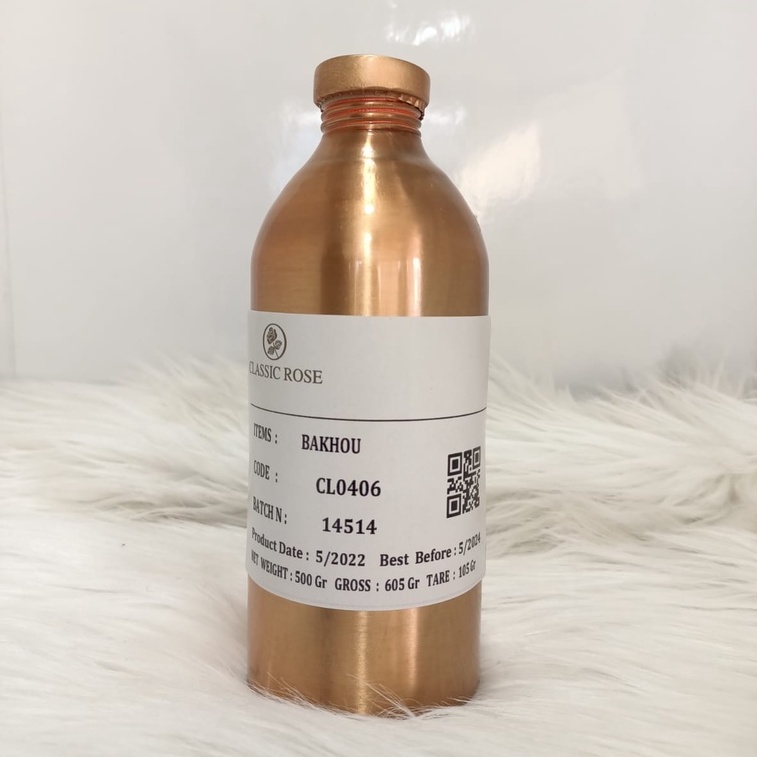 CLASSIC ROSE
ITEMS : BAKHOU
CODE : CL0406
BATCH N : 14514
Product Date : 5/2022 Best Before : 5/2024
NET WEIGHT : 500 Gr GROSS : 605 Gr TARE : 105 Gr